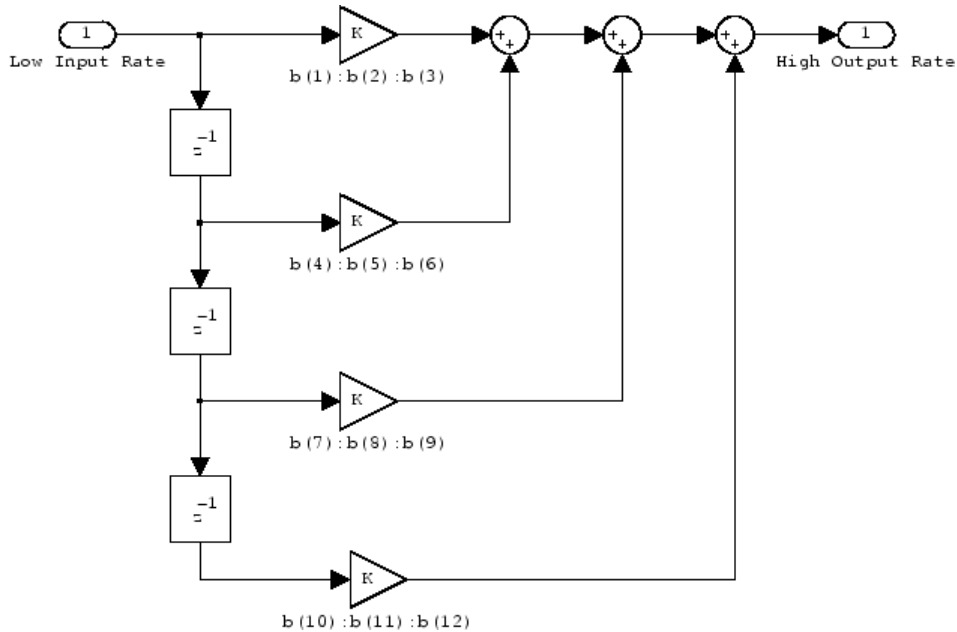 1
Low Input Rate
K
b(1):b(2):b(3)
+
+
+
+
+
+
1
High Output Rate
z^-1
K
b(4):b(5):b(6)
z^-1
K
b(7):b(8):b(9)
z^-1
K
b(10):b(11):b(12)